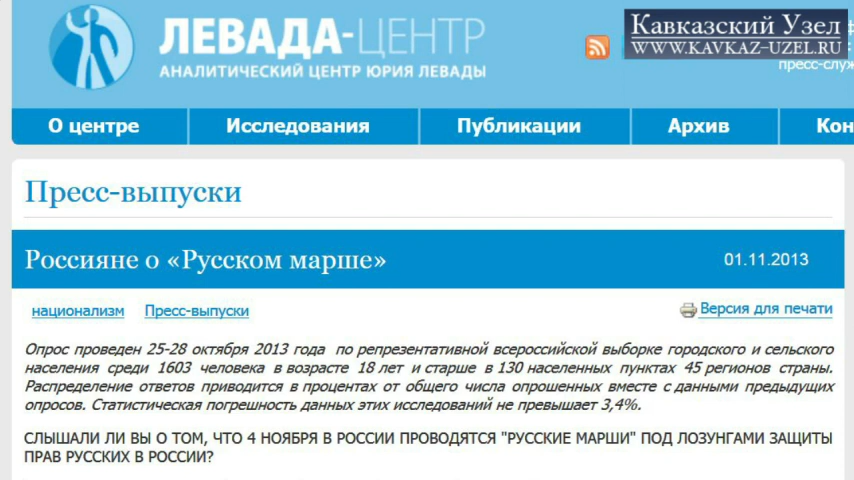 ЛЕВАДА-ЦЕНТР
АНАЛИТИЧЕСКИЙ ЦЕНТР ЮРИЯ ЛЕВАДЫ
Кавказский Узел
WWW.KAVKAZ-UZEL.RU
О центре Исследования Публикации Архив Кон
Пресс-выпуски
Россияне о «Русском марше» 01.11.2013
национализм Пресс-выпуски Версия для печати
Опрос проведен 25-28 октября 2013 года по репрезентативной всероссийской выборке городского и сельского
населения среди 1603 человека в возрасте 18 лет и старше в 130 населенных пунктах 45 регионов страны.
Распределение ответов приводится в процентах от общего числа опрошенных вместе с данными предыдущих
опросов. Статистическая погрешность данных этих исследований не превышает 3,4%.
СЛЫШАЛИ ЛИ ВЫ О ТОМ, ЧТО 4 НОЯБРЯ В РОССИИ ПРОВОДЯТСЯ "РУССКИЕ МАРШИ" ПОД ЛОЗУНГАМИ ЗАЩИТЫ
ПРАВ РУССКИХ В РОССИИ?